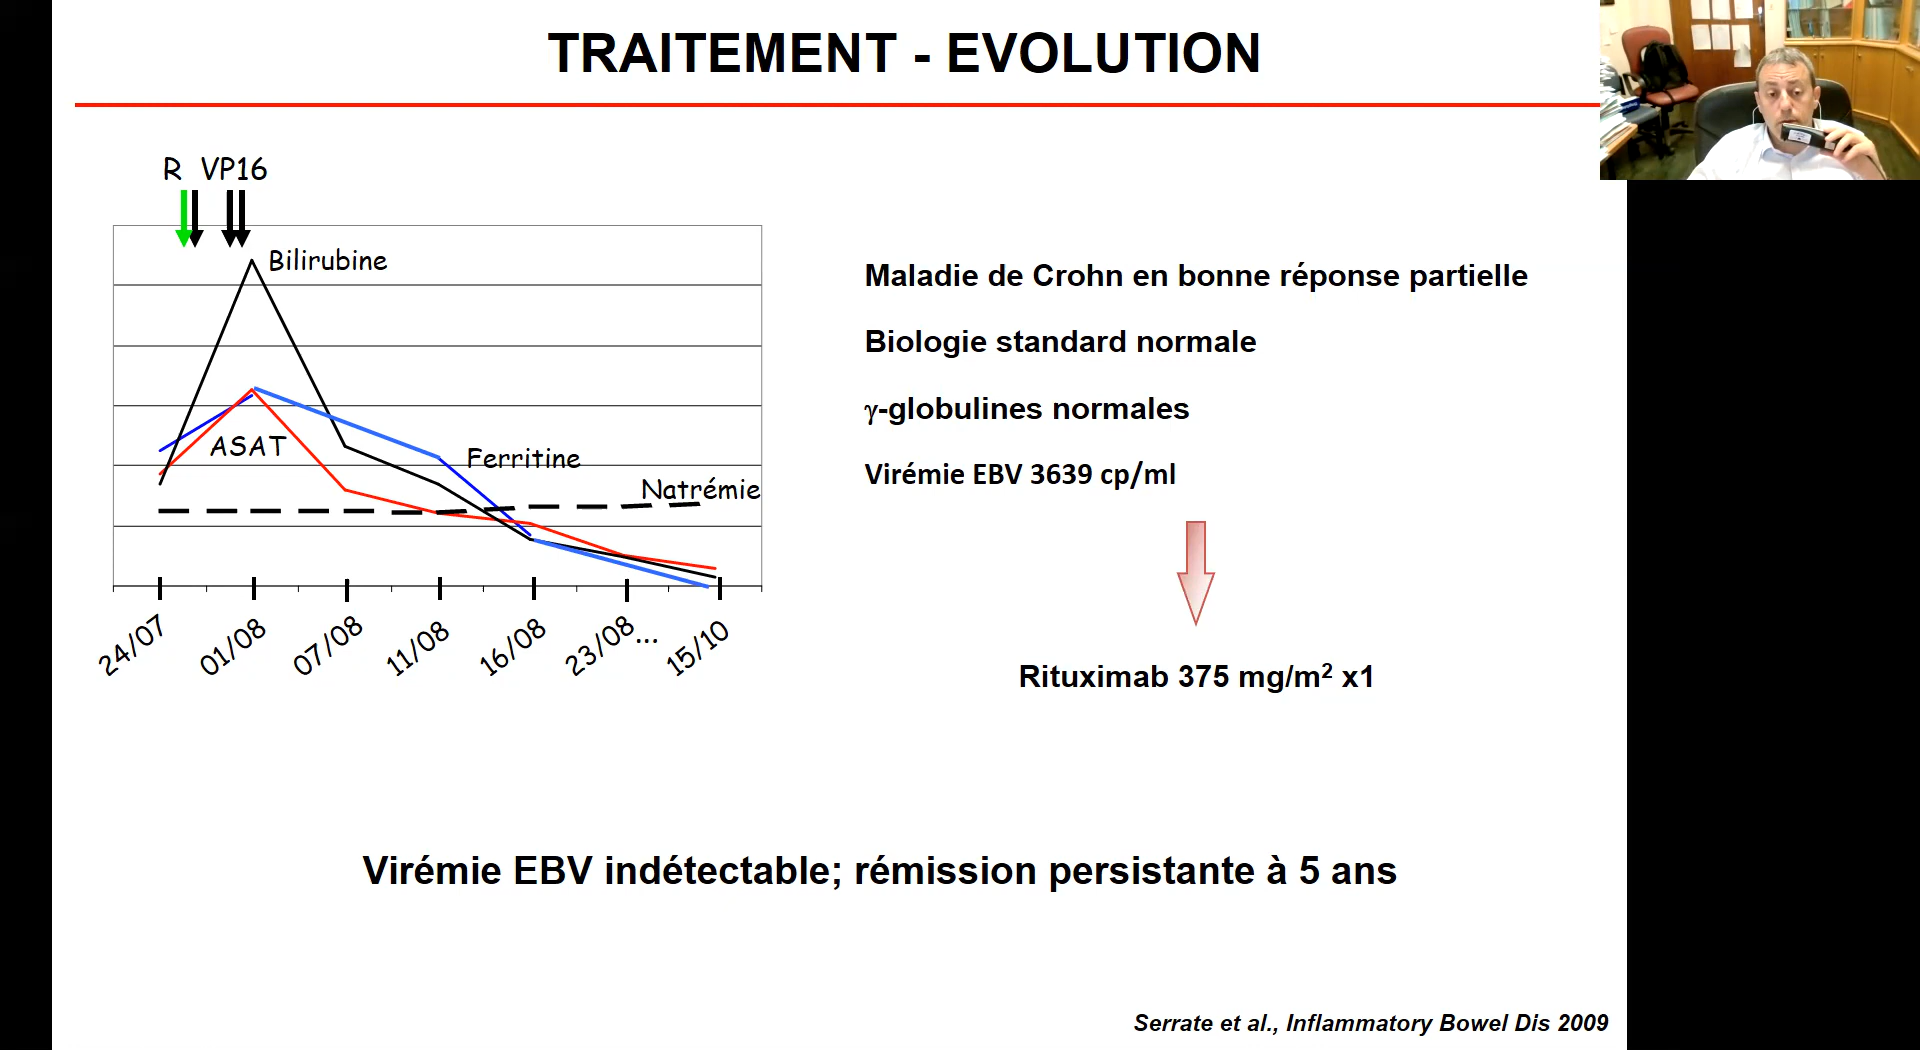 TRAITEMENT - EVOLUTION
R VP16
Bilirubine
ASAT
Ferritine
Natrémie
24/07 01/08 07/08 11/08 16/08 23/08... 15/10
Maladie de Crohn en bonne réponse partielle
Biologie standard normale
γ-globulines normales
Virémie EBV 3639 cp/ml
Rituximab 375 mg/m² x1
Virémie EBV indétectable; rémission persistante à 5 ans
Serrate et al., Inflammatory Bowel Dis 2009